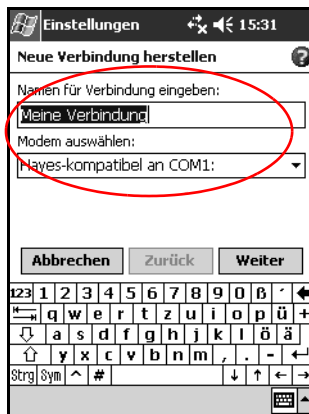 Einstellungen 15:31
Neue Verbindung herstellen ?
Namen für Verbindung eingeben:
Meine Verbindung
Modem auswählen:
Hayes-kompatibel an COM1:
Abbrechen Zurück Weiter
123 1 2 3 4 5 6 7 8 9 0 ß ´
q w e r t z u i o p ü +
a s d f g h j k l ö ä
y x c v b n m , . -
Strg Sym ^ # ↓ ↑ ← →